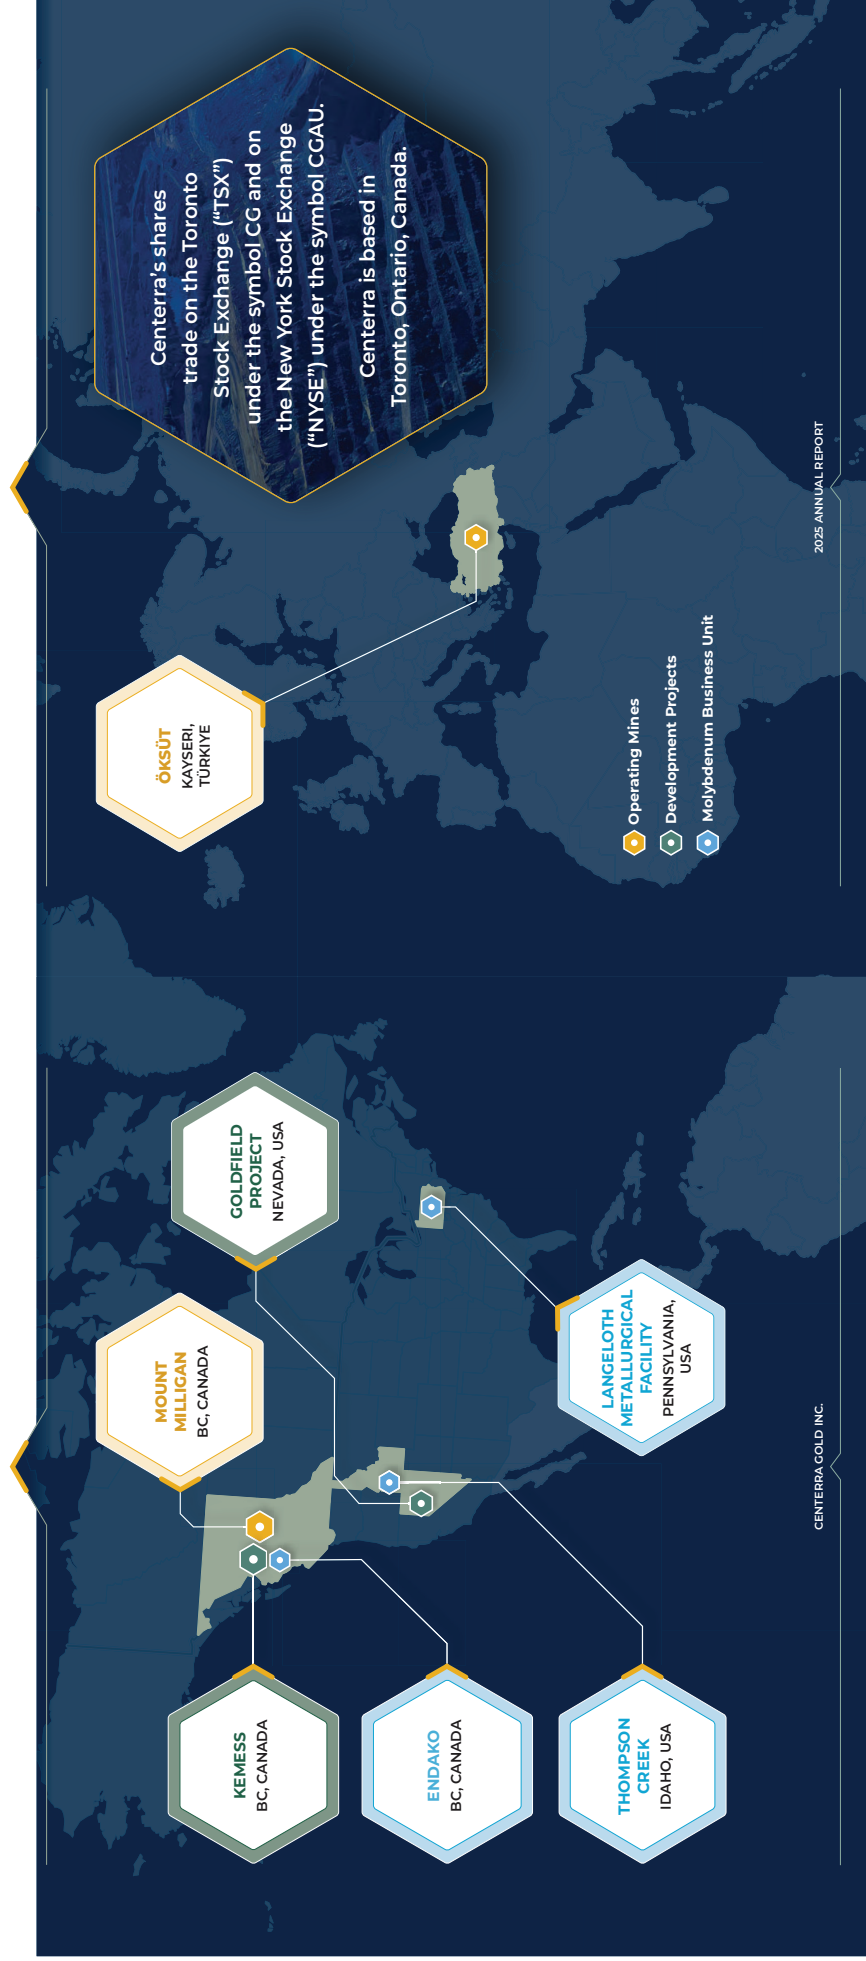 KEMESS
BC, CANADA
ENDAKO
BC, CANADA
THOMPSON
CREEK
IDAHO, USA
MOUNT
MILLIGAN
BC, CANADA
GOLDFIELD
PROJECT
NEVADA, USA
LANGELOTH
METALLURGICAL
FACILITY
PENNSYLVANIA,
USA
CENTERRA GOLD INC.
ÖKSÜT
KAYSERI,
TÜRKIYE
Operating Mines
Development Projects
Molybdenum Business Unit
Centerra’s shares
trade on the Toronto
Stock Exchange (“TSX”)
under the symbol CG and on
the New York Stock Exchange
(“NYSE”) under the symbol CGAU.
Centerra is based in
Toronto, Ontario, Canada.
2025 ANNUAL REPORT